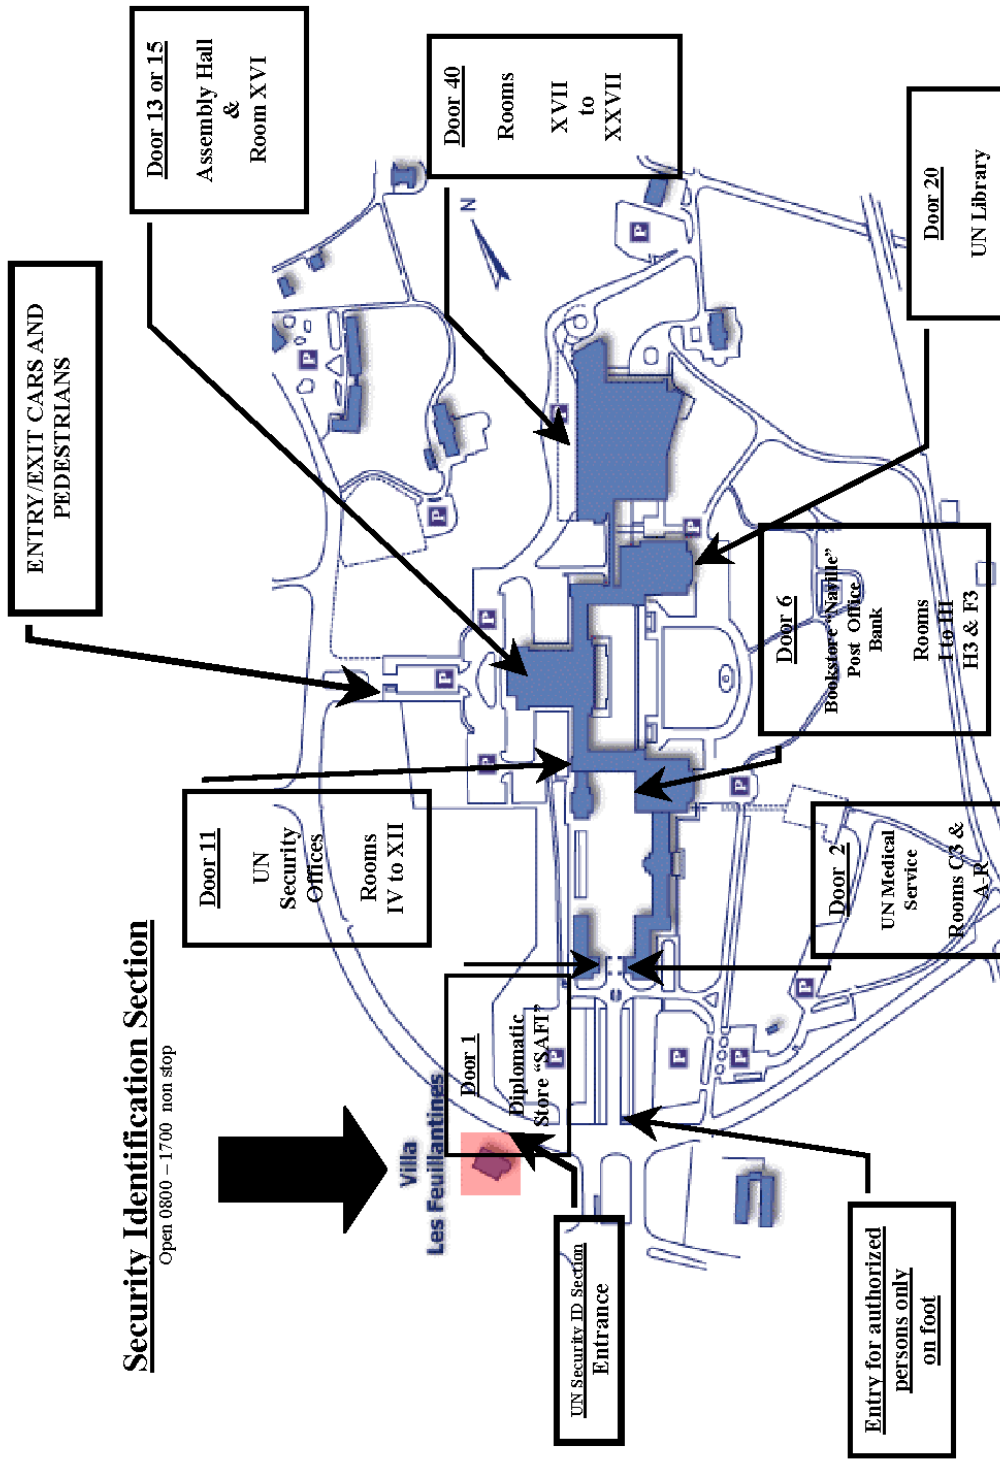 Security Identification Section
Open 0800 – 1700 non stop
ENTRY/EXIT CARS AND
PEDESTRIANS
Door 13 or 15
Assembly Hall
&
Room XVI
Door 40
Rooms
XVII
to
XXVII
Door 20
UN Library
Door 11
UN
Security
Offices
Rooms
IV to XII
Door 6
Bookstore "Naville"
Post Office
Bank
Rooms
I to III
H3 & F3
Door 2
UN Medical
Service
Rooms C3 &
A-R
Door 1
Diplomatic
Store "SAFI"
Villa
Les Feuillantines
UN Security ID Section
Entrance
Entry for authorized
persons only
on foot
N
P
P
P
P
P
P
P
P
P
P
P
P
P
P